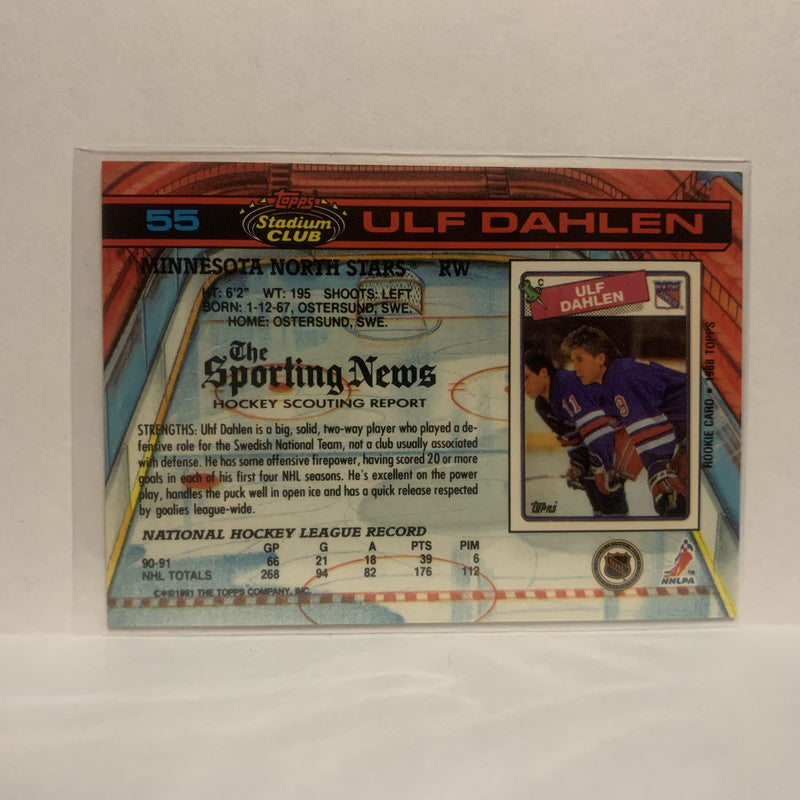 55
Topps
Stadium
CLUB
ULF DAHLEN
MINNESOTA NORTH STARS® RW
HT: 6'2" WT: 195 SHOOTS: LEFT
BORN: 1-12-67, OSTERSUND, SWE.
HOME: OSTERSUND, SWE.
The
Sporting News
HOCKEY SCOUTING REPORT
STRENGTHS: Uhf Dahlen is a big, solid, two-way player who played a de-
fensive role for the Swedish National Team, not a club usually associated
with defense. He has some offensive firepower, having scored 20 or more
goals in each of his first four NHL seasons. He's excellent on the power
play, handles the puck well in open ice and has a quick release respected
by goalies league-wide.
NATIONAL HOCKEY LEAGUE RECORD
GP G A PTS PIM
90-91 66 21 18 39 6
NHL TOTALS 268 94 82 176 112
C*©1991 THE TOPPS COMPANY, INC.
C
ULF
DAHLEN
11
topps
ROOKIE CARD • 1988 TOPPS
NHL
NHLPA
TM